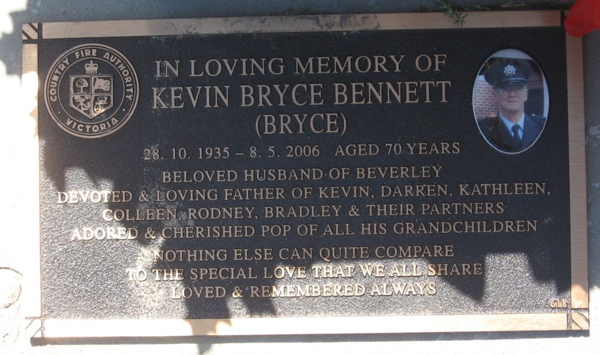 COUNTRY FIRE AUTHORITY
VICTORIA
IN LOVING MEMORY OF
KEVIN BRYCE BENNETT
(BRYCE)
28. 10. 1935 – 8. 5. 2006 AGED 70 YEARS
BELOVED HUSBAND OF BEVERLEY
DEVOTED & LOVING FATHER OF KEVIN, DARREN, KATHLEEN,
COLLEEN, RODNEY, BRADLEY & THEIR PARTNERS
ADORED & CHERISHED POP OF ALL HIS GRANDCHILDREN
NOTHING ELSE CAN QUITE COMPARE
TO THE SPECIAL LOVE THAT WE ALL SHARE
LOVED & REMEMBERED ALWAYS